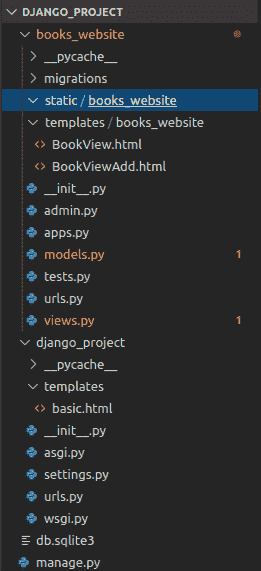 DJANGO_PROJECT
books_website
__pycache__
migrations
static / books_website
templates / books_website
<> BookView.html
<> BookViewAdd.html
__init__.py
admin.py
apps.py
models.py 1
tests.py
urls.py
views.py 1
django_project
__pycache__
templates
<> basic.html
__init__.py
asgi.py
settings.py
urls.py
wsgi.py
db.sqlite3
manage.py